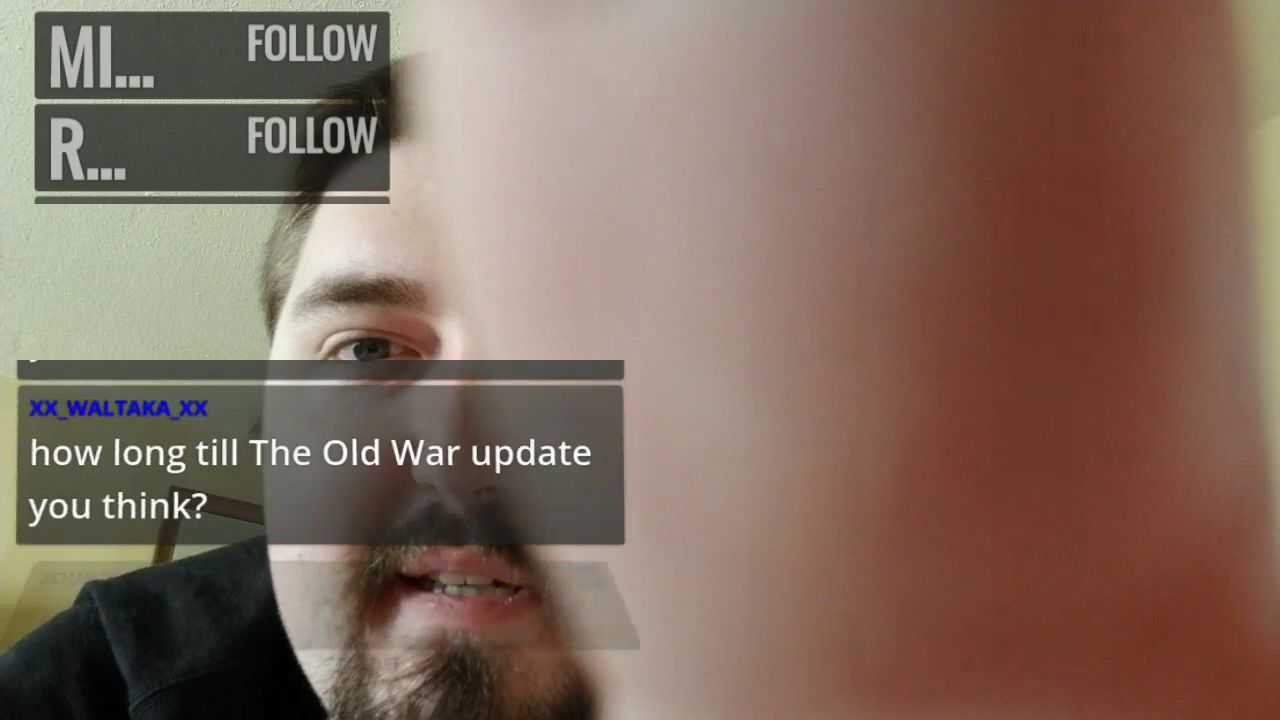 MI... FOLLOW
R... FOLLOW
XX_WALTAKA_XX
how long till The Old War update
you think?